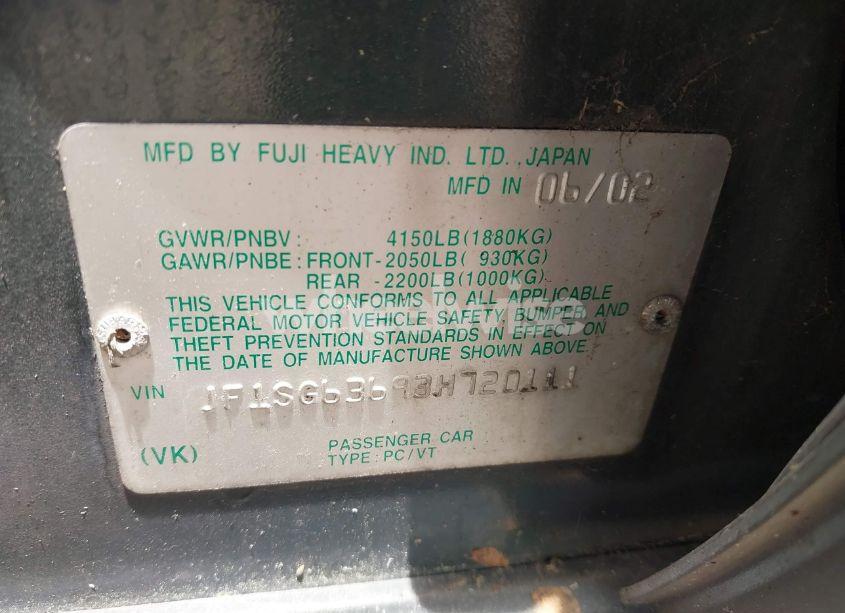 MFD BY FUJI HEAVY IND. LTD. JAPAN
MFD IN 06/02
GVWR/PNBV : 4150LB(1880KG)
GAWR/PNBE : FRONT-2050LB( 930KG)
REAR -2200LB(1000KG)
THIS VEHICLE CONFORMS TO ALL APPLICABLE
FEDERAL MOTOR VEHICLE SAFETY, BUMPER, AND
THEFT PREVENTION STANDARDS IN EFFECT ON
THE DATE OF MANUFACTURE SHOWN ABOVE.
VIN JF1SG63693H720111
(VK) PASSENGER CAR
TYPE : PC/VT